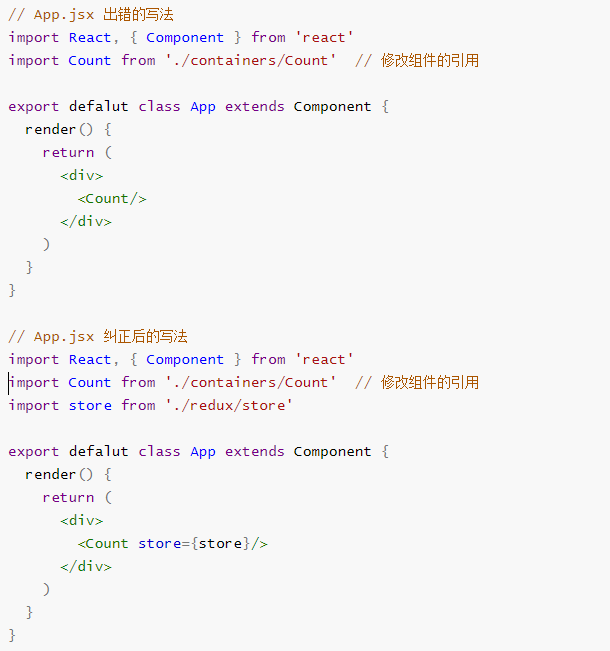 // App.jsx 出错的写法
import React, { Component } from 'react'
import Count from './containers/Count'  // 修改组件的引用

export defalut class App extends Component {
  render() {
    return (
      <div>
        <Count/>
      </div>
    )
  }
}

// App.jsx 纠正后的写法
import React, { Component } from 'react'
import Count from './containers/Count'  // 修改组件的引用
import store from './redux/store'

export defalut class App extends Component {
  render() {
    return (
      <div>
        <Count store={store}/>
      </div>
    )
  }
}